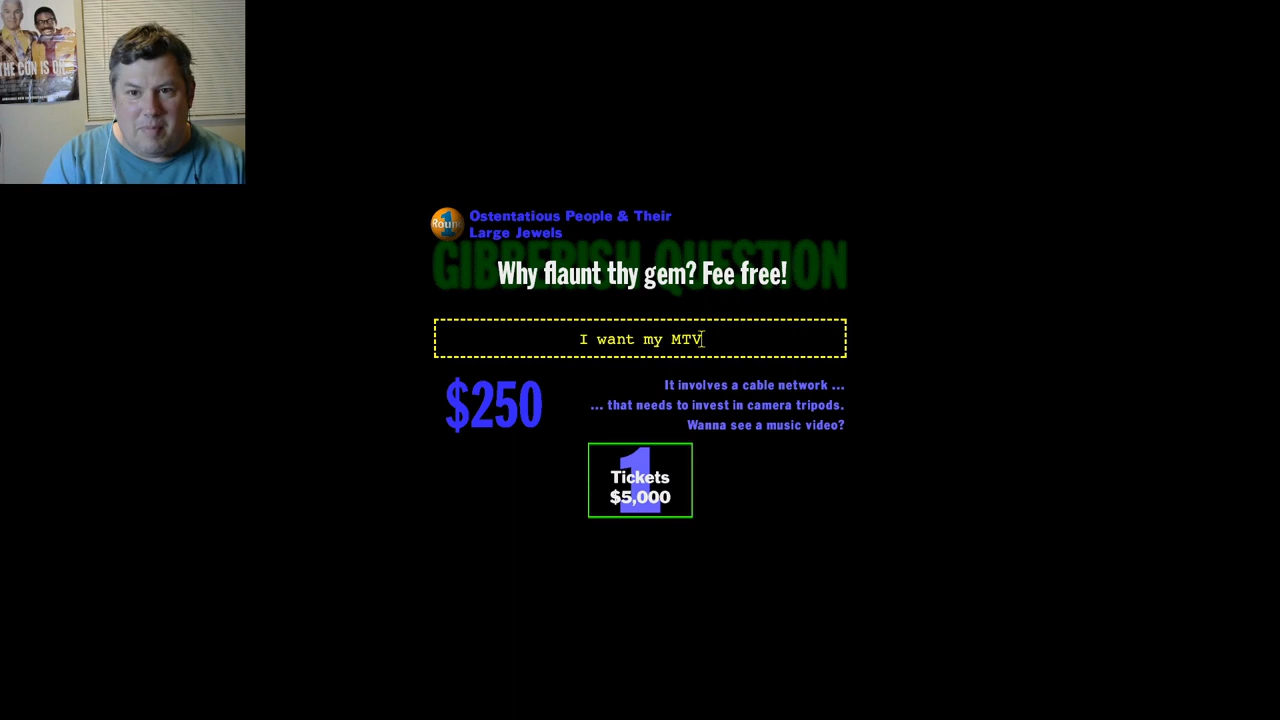 THE CON IS ON
Round
1
Ostentatious People & Their
Large Jewels
GIBBERISH QUESTION
Why flaunt thy gem? Fee free!
I want my MTV
$250
It involves a cable network ...
... that needs to invest in camera tripods.
Wanna see a music video?
1
Tickets
$5,000